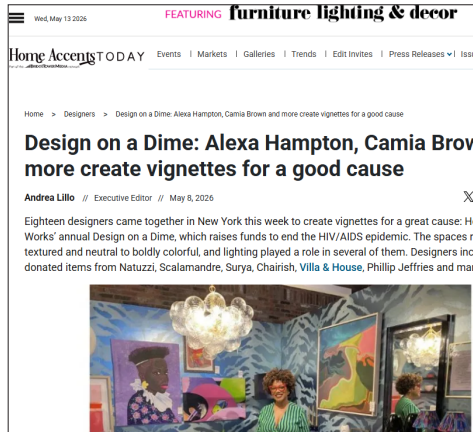 Wed, May 13 2026
FEATURING furniture lighting & decor
Home Accents TODAY
Events | Markets | Galleries | Trends | Edit Invites | Press Releases | Issu
Home > Designers > Design on a Dime: Alexa Hampton, Camia Brown and more create vignettes for a good cause
Design on a Dime: Alexa Hampton, Camia Brow
more create vignettes for a good cause
Andrea Lillo // Executive Editor // May 8, 2026
Eighteen designers came together in New York this week to create vignettes for a great cause: H
Works' annual Design on a Dime, which raises funds to end the HIV/AIDS epidemic. The spaces r
textured and neutral to boldly colorful, and lighting played a role in several of them. Designers inc
donated items from Natuzzi, Scalamandre, Surya, Chairish, Villa & House, Phillip Jeffries and ma